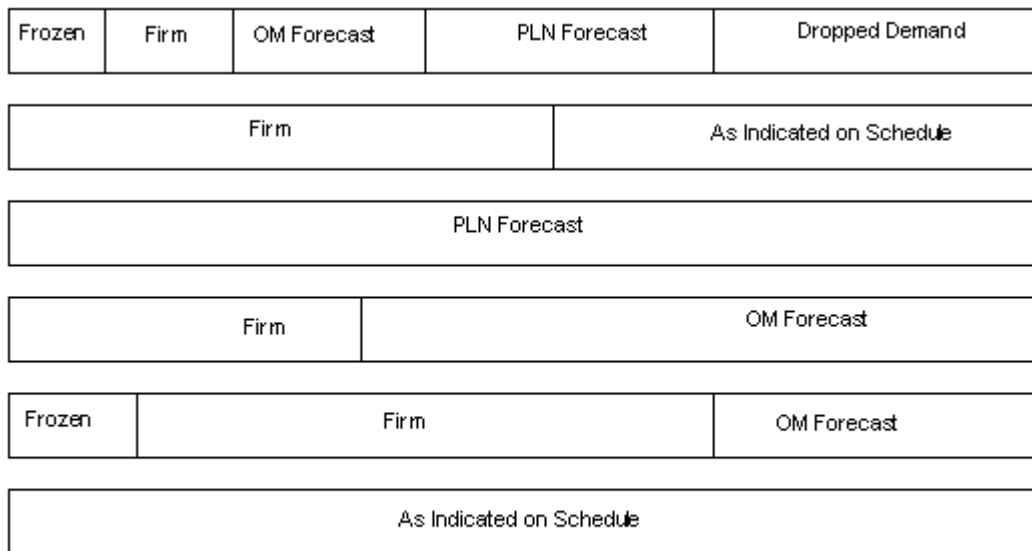 Frozen Firm OM Forecast PLN Forecast Dropped Demand
Firm As Indicated on Schedule
PLN Forecast
Firm OM Forecast
Frozen Firm OM Forecast
As Indicated on Schedule